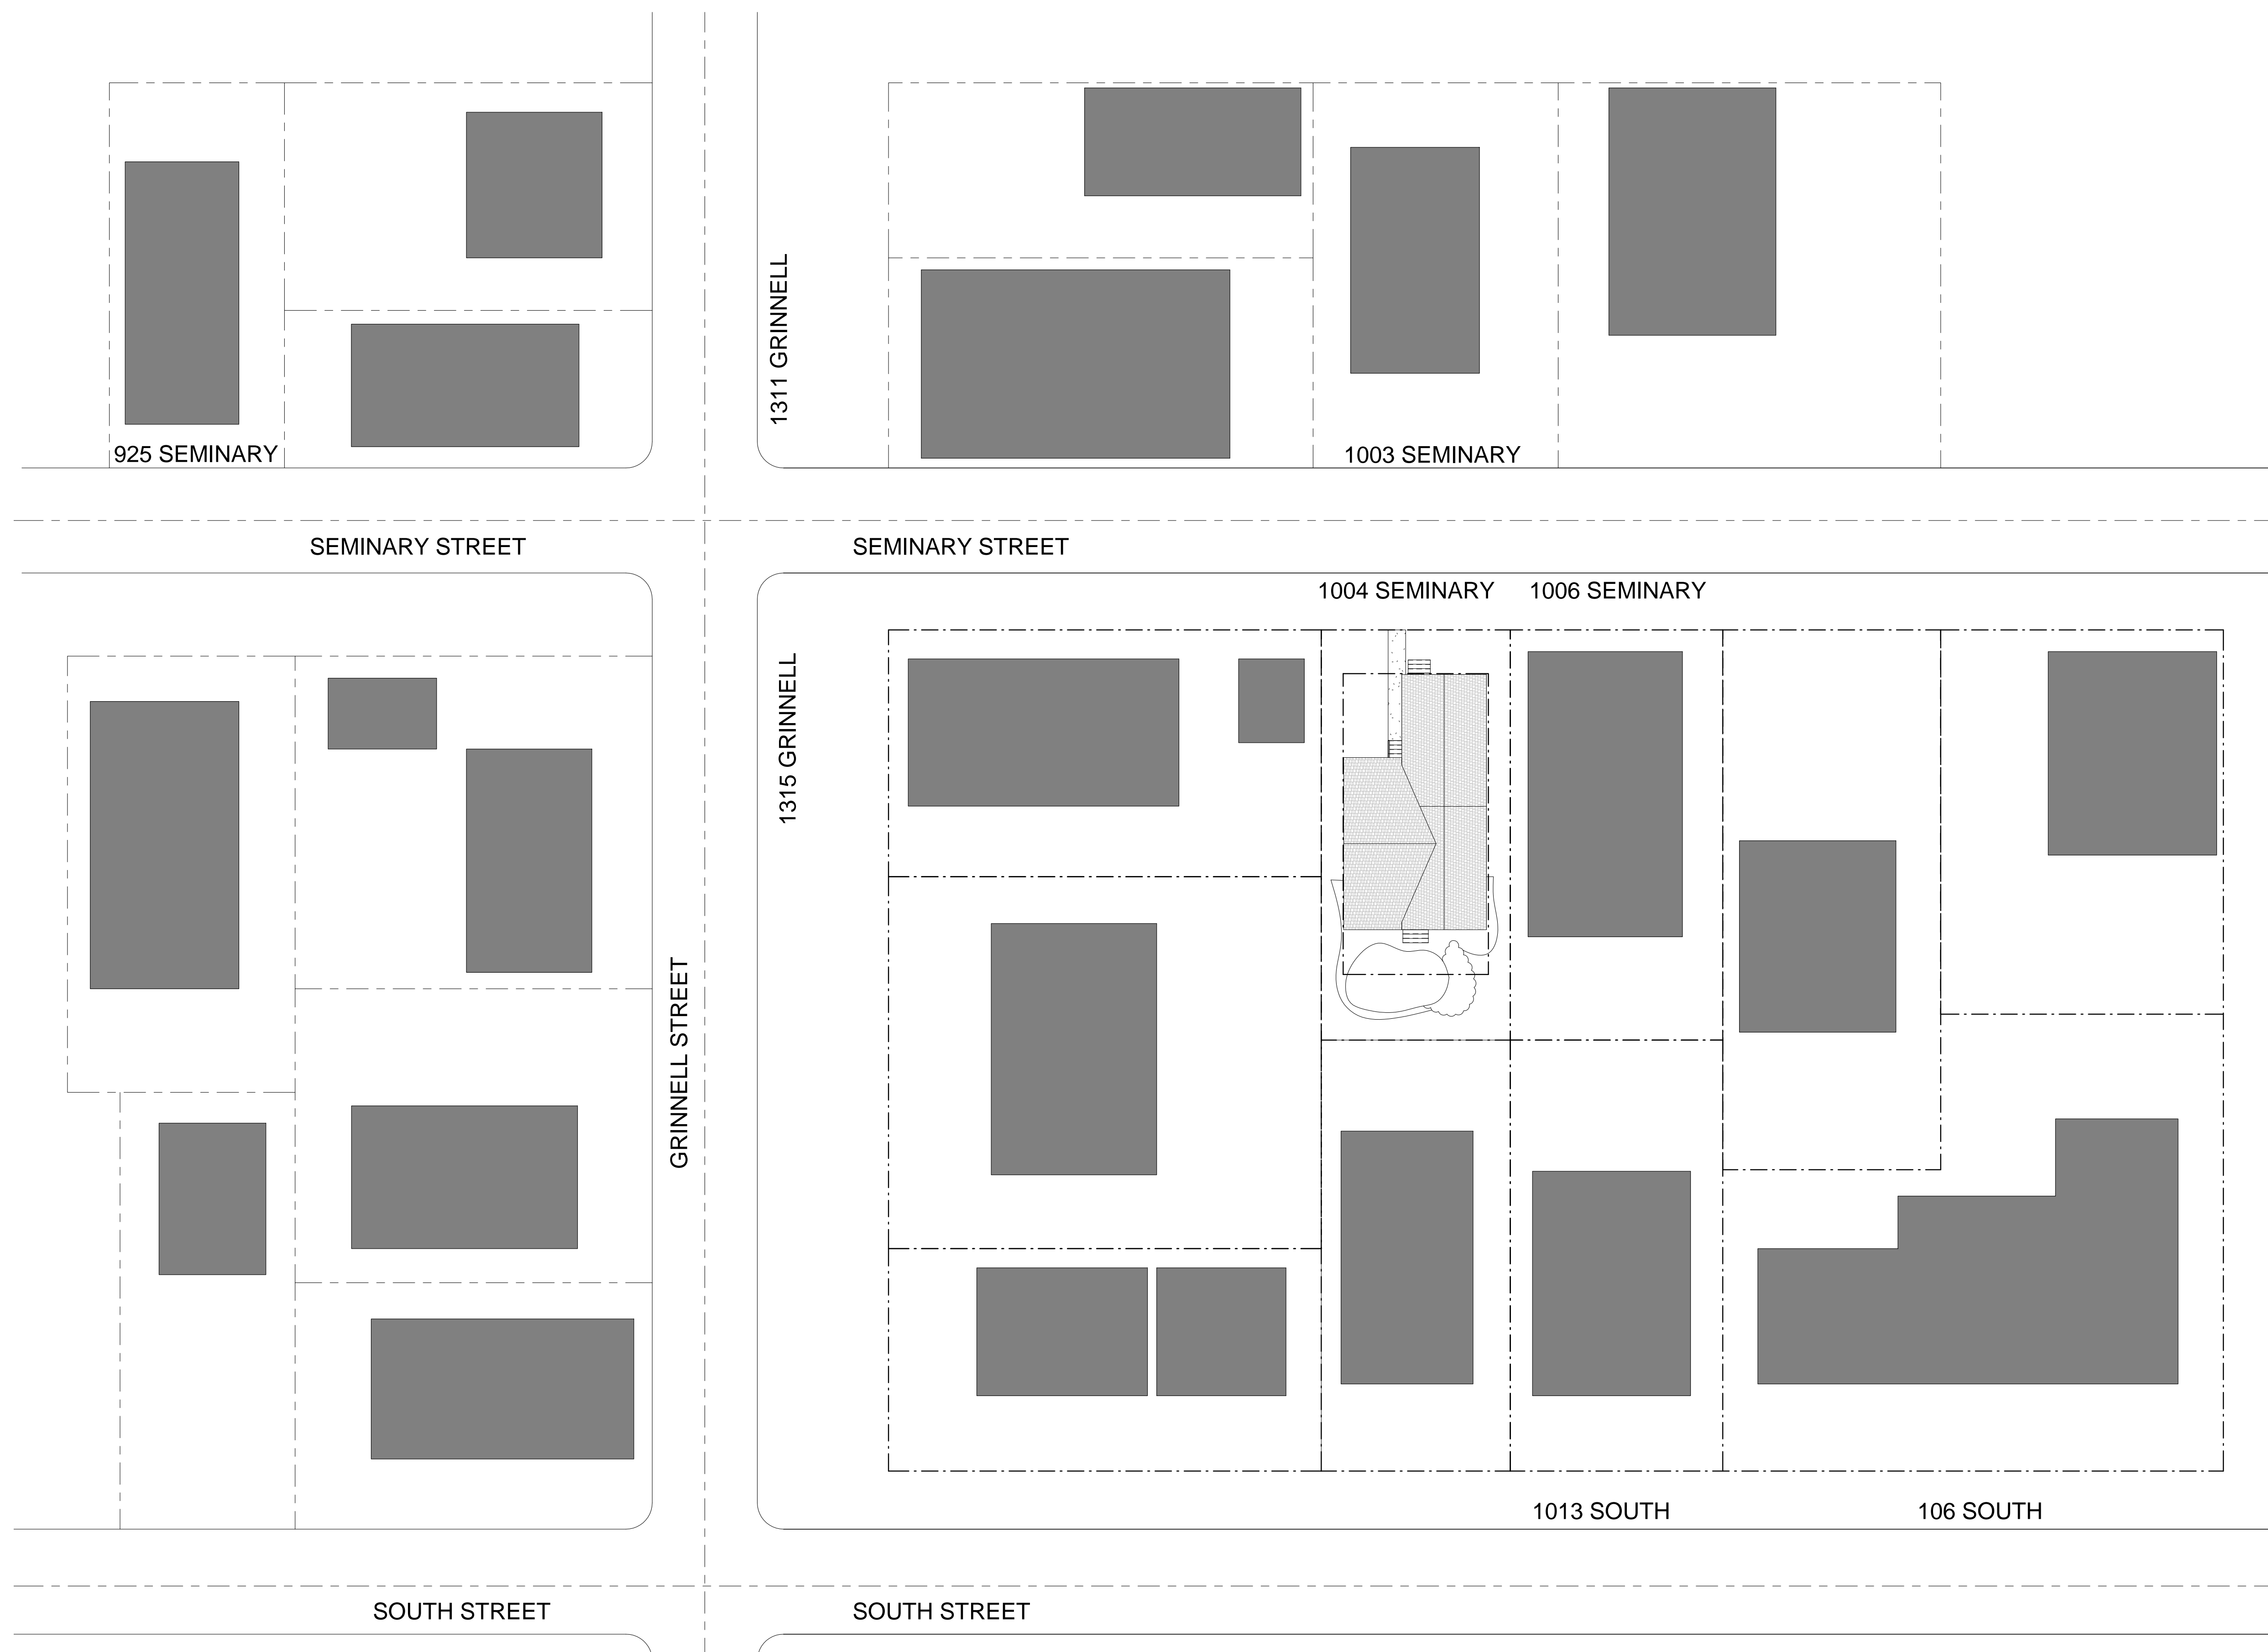 1311 GRINNELL
925 SEMINARY
1003 SEMINARY
SEMINARY STREET
SEMINARY STREET
1004 SEMINARY
1006 SEMINARY
1315 GRINNELL
GRINNELL STREET
1013 SOUTH
106 SOUTH
SOUTH STREET
SOUTH STREET